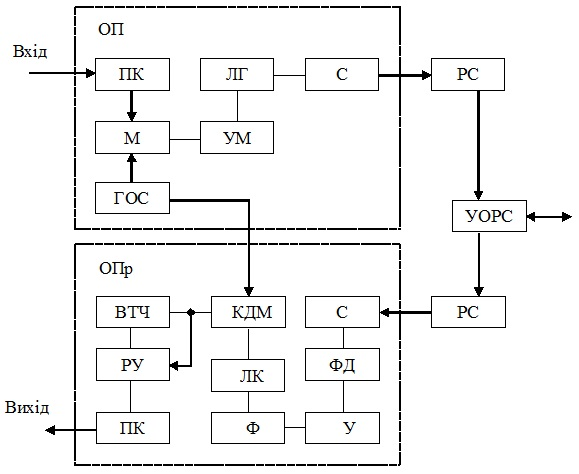 ОП
Вхід
ПК
ЛГ
С
РС
М
УМ
ГОС
УОРС
ОПр
ВТЧ
КДМ
С
РС
РУ
ЛК
ФД
Вихід
ПК
Ф
У